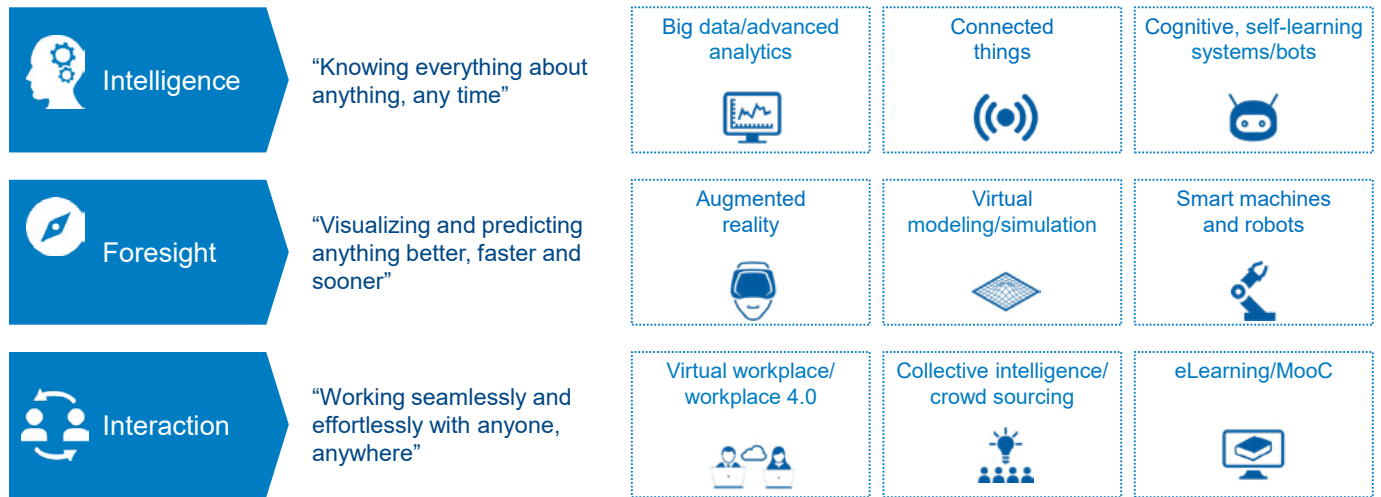 Intelligence
“Knowing everything about
anything, any time”
Big data/advanced
analytics
Connected
things
Cognitive, self-learning
systems/bots
Foresight
“Visualizing and predicting
anything better, faster and
sooner”
Augmented
reality
Virtual
modeling/simulation
Smart machines
and robots
Interaction
“Working seamlessly and
effortlessly with anyone,
anywhere”
Virtual workplace/
workplace 4.0
Collective intelligence/
crowd sourcing
eLearning/MooC